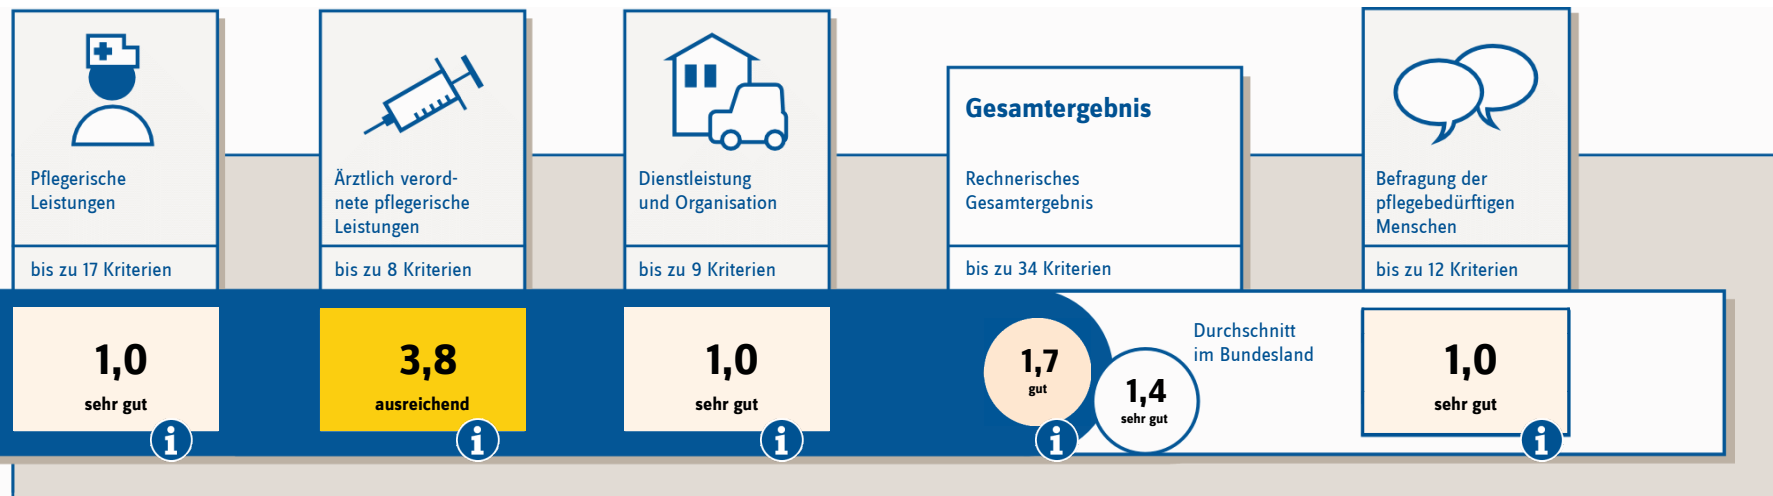 Pflegerische
Leistungen
bis zu 17 Kriterien
1,0
sehr gut
i
Ärztlich verord-
nete pflegerische
Leistungen
bis zu 8 Kriterien
3,8
ausreichend
i
Dienstleistung
und Organisation
bis zu 9 Kriterien
1,0
sehr gut
i
Gesamtergebnis
Rechnerisches
Gesamtergebnis
bis zu 34 Kriterien
1,7
gut
i
Durchschnitt
im Bundesland
1,4
sehr gut
Befragung der
pflegebedürftigen
Menschen
bis zu 12 Kriterien
1,0
sehr gut
i